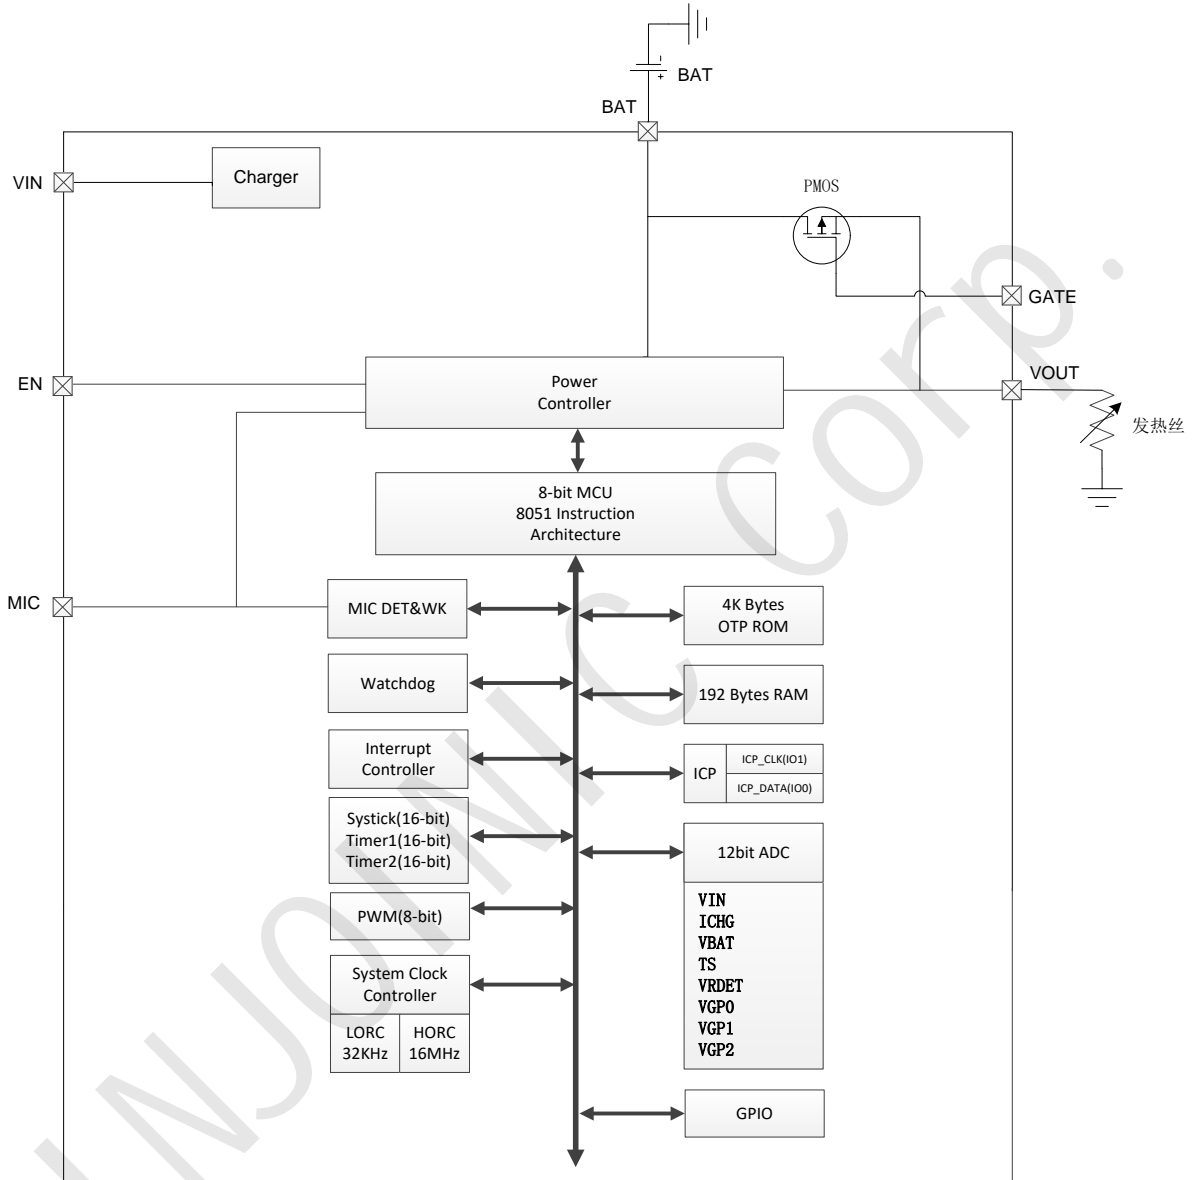 BAT
BAT
VIN
Charger
PMOS
GATE
EN
Power
Controller
VOUT
发热丝
8-bit MCU
8051 Instruction
Architecture
MIC
MIC DET&WK
4K Bytes
OTP ROM
Watchdog
192 Bytes RAM
Interrupt
Controller
ICP
ICP_CLK(IO1)
ICP_DATA(IO0)
Systick(16-bit)
Timer1(16-bit)
Timer2(16-bit)
12bit ADC
VIN
ICHG
VBAT
TS
VRDET
VGP0
VGP1
VGP2
PWM(8-bit)
System Clock
Controller
LORC
32KHz
HORC
16MHz
GPIO
INJOINIC Corp.